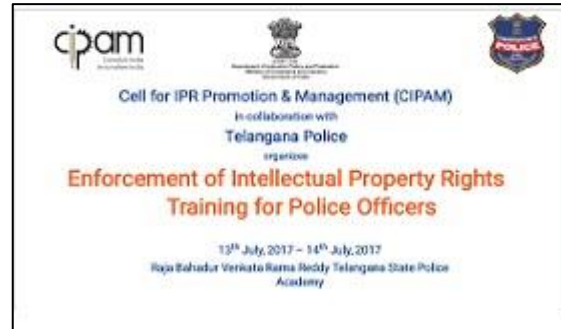 cipam
Cell for IPR Promotion & Management (CIPAM)
in collaboration with
Telangana Police
organizes
Enforcement of Intellectual Property Rights
Training for Police Officers
13th July, 2017 – 14th July, 2017
Raja Bahadur Venkata Rama Reddy Telangana State Police
Academy
POLICE